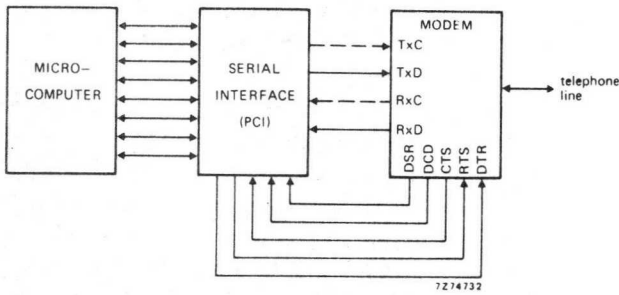 MICRO-
COMPUTER
SERIAL
INTERFACE
(PCI)
MODEM
TxC
TxD
RxC
RxD
DSR
DCD
CTS
RTS
DTR
telephone
line
7Z74732